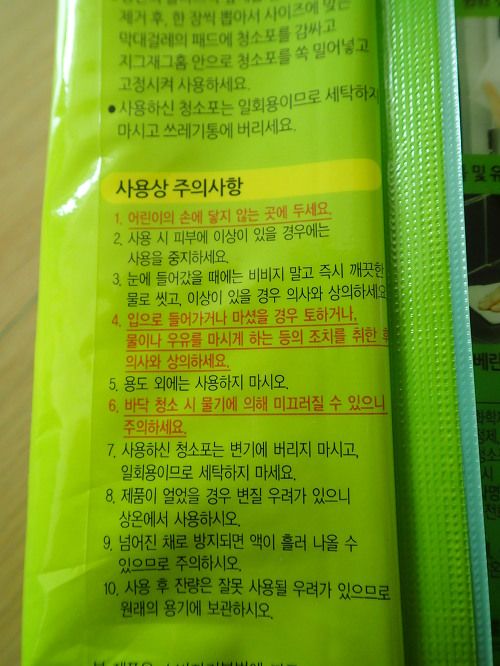 제거 후, 한 장씩 뽑아서 사이즈에 맞는
막대걸레의 패드에 청소포를 감싸고
지그재그홈 안으로 청소포를 쏙 밀어넣고
고정시켜 사용하세요.
• 사용하신 청소포는 일회용이므로 세탁하지
마시고 쓰레기통에 버리세요.
사용상 주의사항
1. 어린이의 손에 닿지 않는 곳에 두세요.
2. 사용 시 피부에 이상이 있을 경우에는
사용을 중지하세요.
3. 눈에 들어갔을 때에는 비비지 말고 즉시 깨끗한
물로 씻고, 이상이 있을 경우 의사와 상의하세요
4. 입으로 들어가거나 마셨을 경우 토하거나,
물이나 우유를 마시게 하는 등의 조치를 취한 후
의사와 상의하세요.
5. 용도 외에는 사용하지 마시오.
6. 바닥 청소 시 물기에 의해 미끄러질 수 있으니
주의하세요.
7. 사용하신 청소포는 변기에 버리지 마시고,
일회용이므로 세탁하지 마세요.
8. 제품이 얼었을 경우 변질 우려가 있으니
상온에서 사용하시오.
9. 넘어진 채로 방치되면 액이 흘러 나올 수
있으므로 주의하시오.
10. 사용 후 잔량은 잘못 사용될 우려가 있으므로
원래의 용기에 보관하시오.
및 유
베란